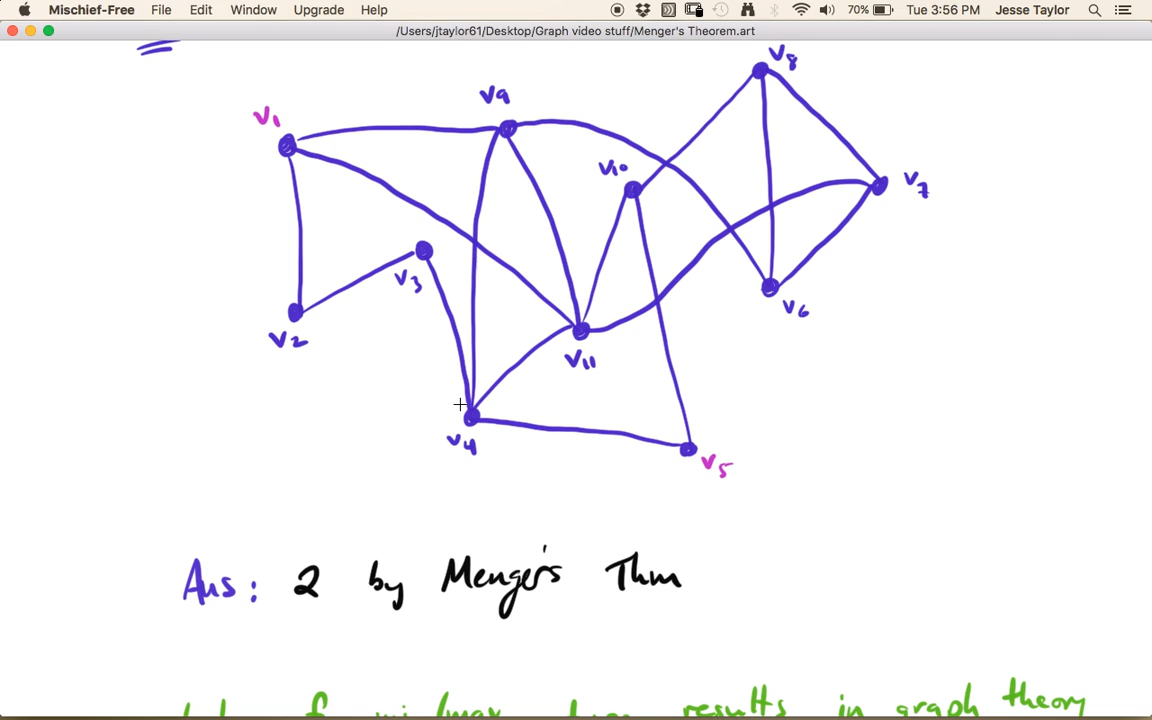 Mischief-Free File Edit Window Upgrade Help 70% Tue 3:56 PM Jesse Taylor
/Users/jtaylor61/Desktop/Graph video stuff/Menger's Theorem.art
v8
v9
v1
v10
v7
v3
v6
v2
v11
v4
v5
Ans: 2 by Menger's Thm
results in graph theory